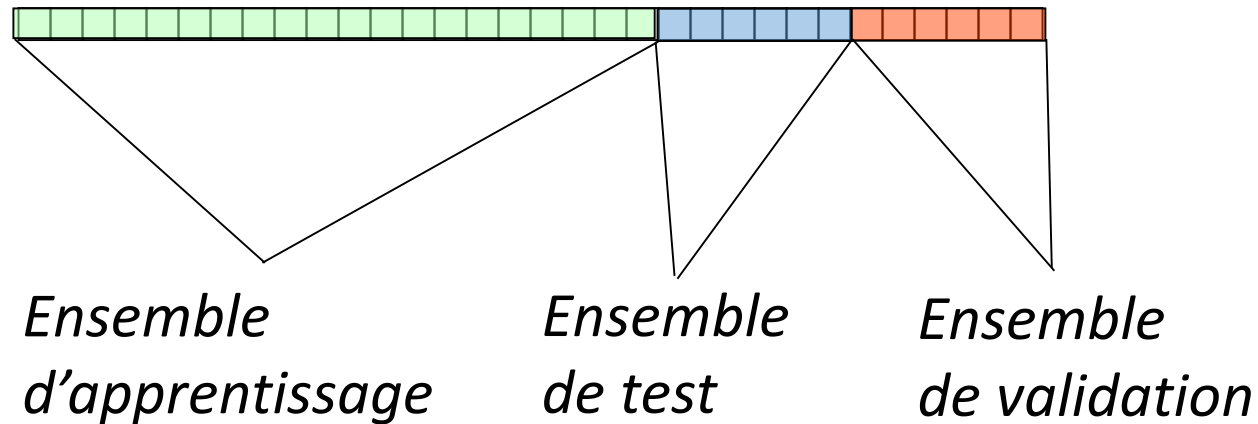 Ensemble
d’apprentissage
Ensemble
de test
Ensemble
de validation